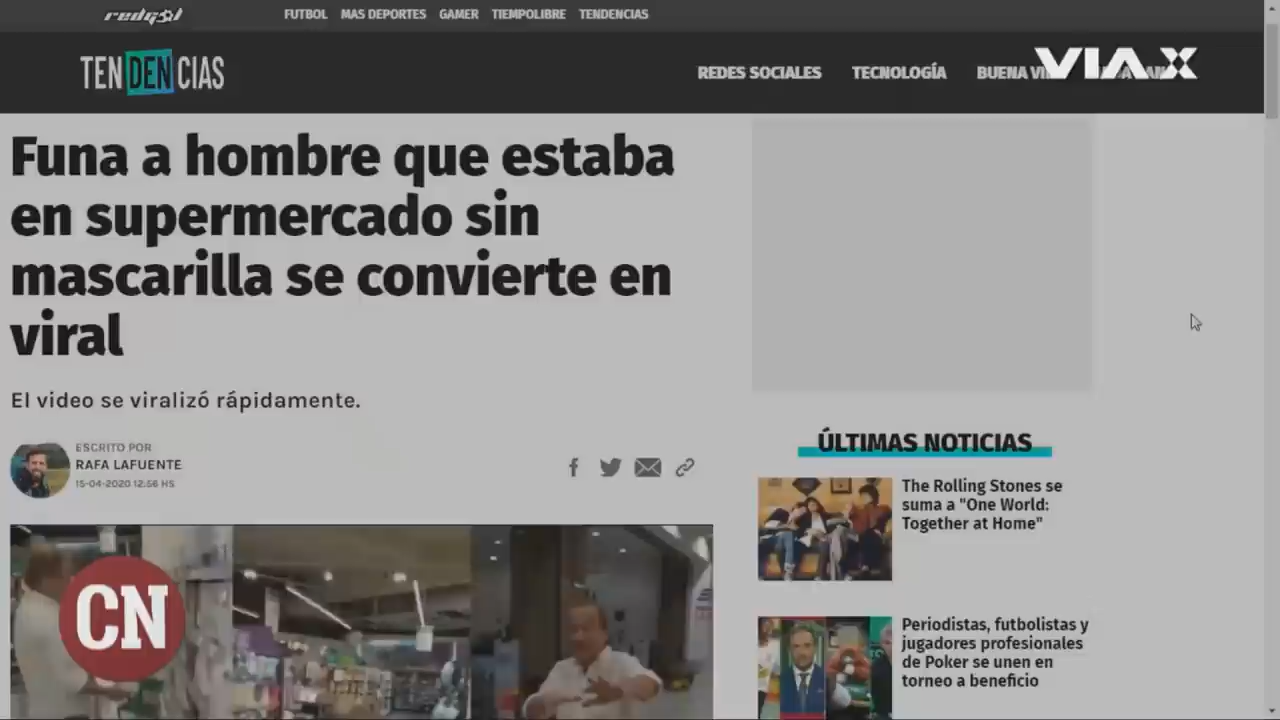 redgol
FUTBOL MAS DEPORTES GAMER TIEMPOLIBRE TENDENCIAS
TENDENCIAS
REDES SOCIALES TECNOLOGÍA BUENA
VIA X
Funa a hombre que estaba
en supermercado sin
mascarilla se convierte en
viral
El video se viralizó rápidamente.
ESCRITO POR
RAFA LAFUENTE
15-04-2020 12:56 HS
CN
ÚLTIMAS NOTICIAS
The Rolling Stones se
suma a "One World:
Together at Home"
Periodistas, futbolistas y
jugadores profesionales
de Poker se unen en
torneo a beneficio